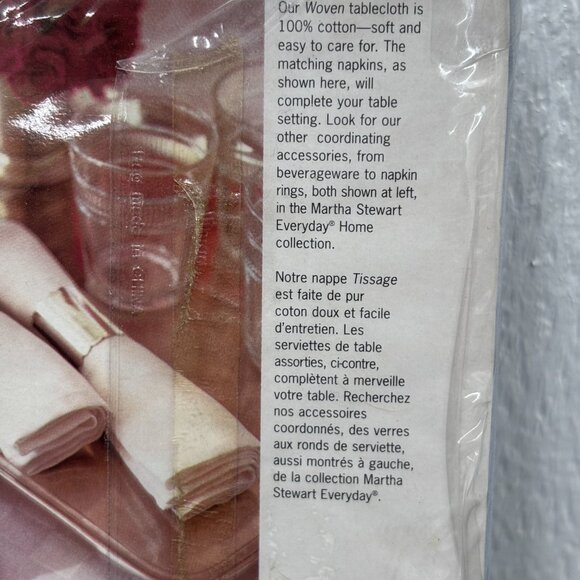 Our Woven tablecloth is
100% cotton—soft and
easy to care for. The
matching napkins, as
shown here, will
complete your table
setting. Look for our
other coordinating
accessories, from
beverageware to napkin
rings, both shown at left,
in the Martha Stewart
Everyday® Home
collection.
Notre nappe Tissage
est faite de pur
coton doux et facile
d'entretien. Les
serviettes de table
assorties, ci-contre,
complètent à merveille
votre table. Recherchez
nos accessoires
coordonnés, des verres
aux ronds de serviette,
aussi montrés à gauche,
de la collection Martha
Stewart Everyday®.
made in CHINA